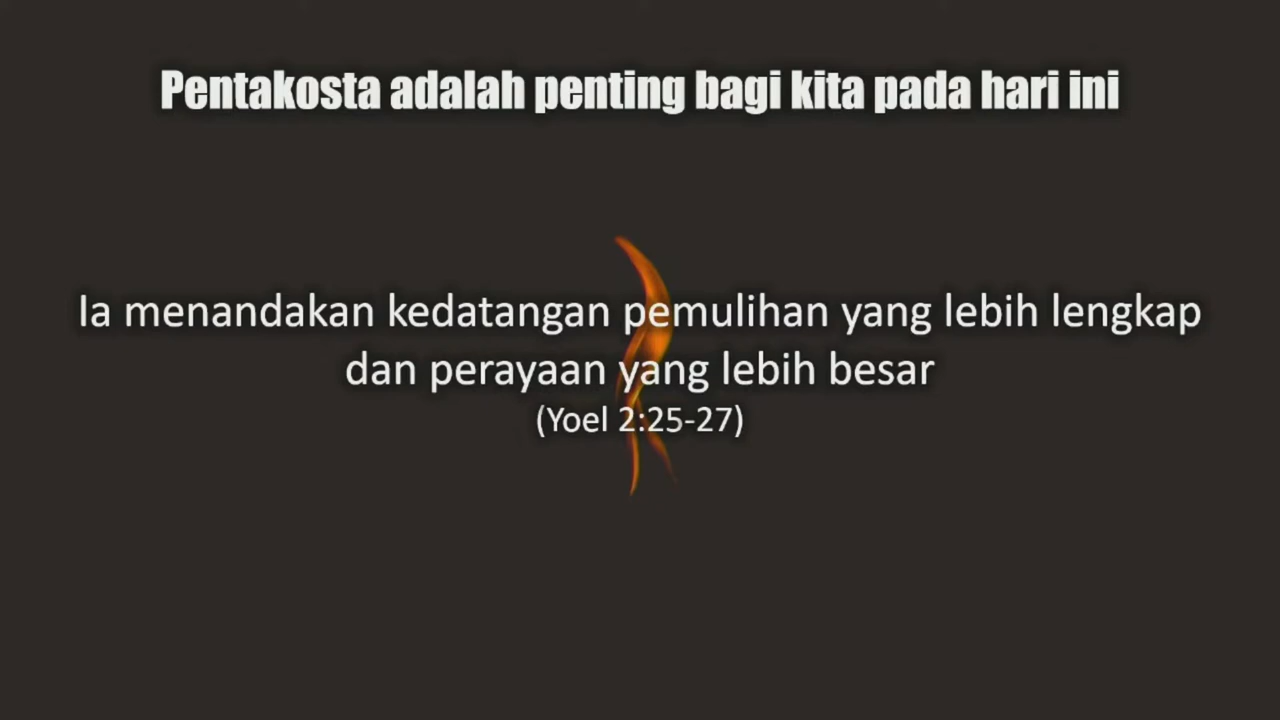 Pentakosta adalah penting bagi kita pada hari ini
Ia menandakan kedatangan pemulihan yang lebih lengkap
dan perayaan yang lebih besar
(Yoel 2:25-27)